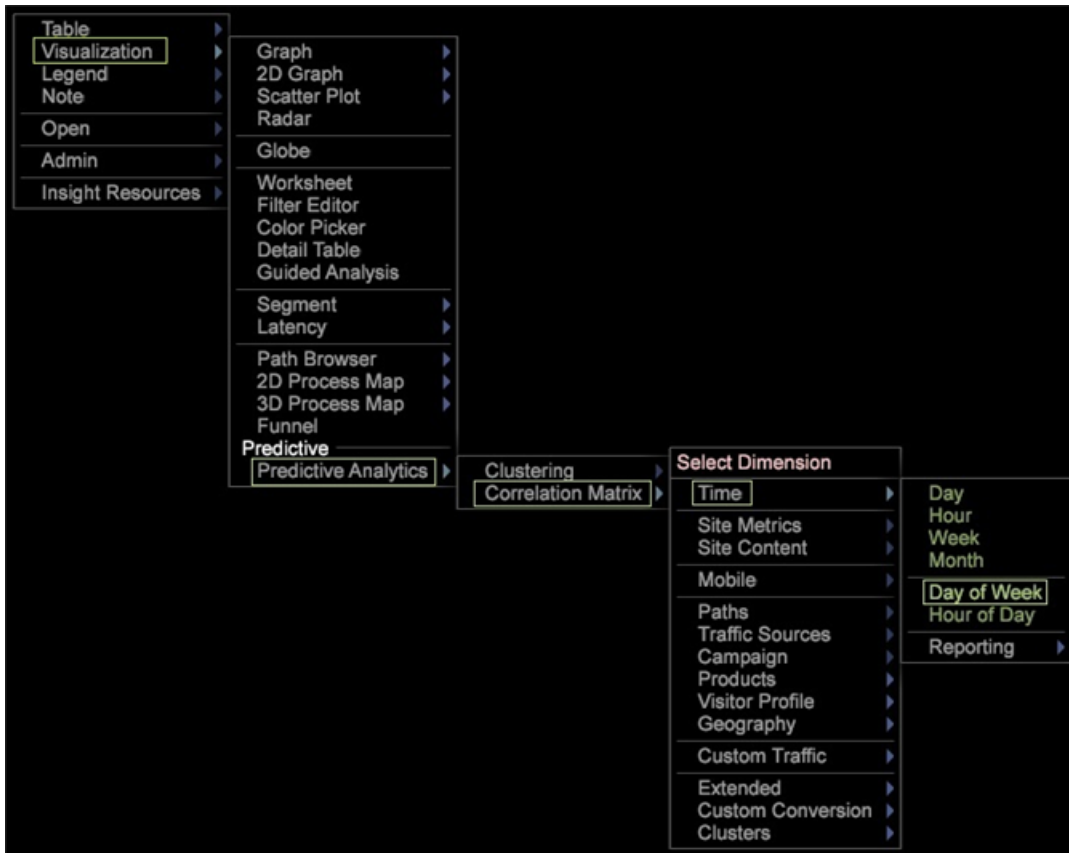 Table
Visualization
Legend
Note
Open
Admin
Insight Resources
Graph
2D Graph
Scatter Plot
Radar
Globe
Worksheet
Filter Editor
Color Picker
Detail Table
Guided Analysis
Segment
Latency
Path Browser
2D Process Map
3D Process Map
Funnel
Predictive
Predictive Analytics
Clustering
Correlation Matrix
Select Dimension
Time
Site Metrics
Site Content
Mobile
Paths
Traffic Sources
Campaign
Products
Visitor Profile
Geography
Custom Traffic
Extended
Custom Conversion
Clusters
Day
Hour
Week
Month
Day of Week
Hour of Day
Reporting